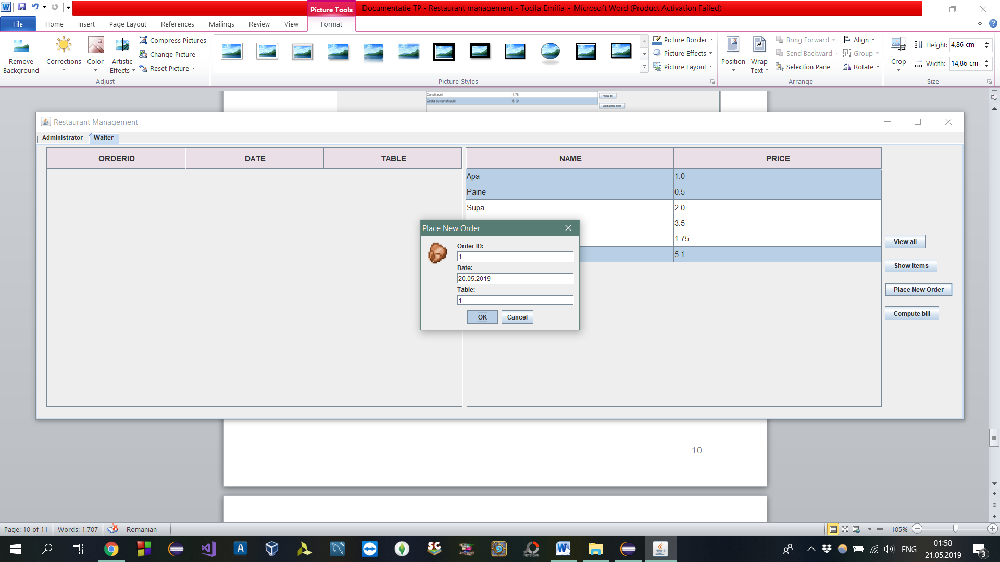 Picture Tools
Documentatie TP - Restaurant management - Tocila Emilia - Microsoft Word (Product Activation Failed)
File
Home
Insert
Page Layout
References
Mailings
Review
View
Format
Remove Background
Corrections
Color
Artistic Effects
Compress Pictures
Change Picture
Reset Picture
Picture Border
Picture Effects
Picture Layout
Position
Wrap Text
Bring Forward
Send Backward
Selection Pane
Align
Group
Rotate
Crop
Height: 4,86 cm
Width: 14,86 cm
Adjust
Picture Styles
Arrange
Size
Cartofi aurii 1.75
View all
Ceafa cu cartofi aurii 5.10
Add Menu Item
Restaurant Management
Administrator
Waiter
ORDERID DATE TABLE
NAME PRICE
Apa 1.0
Paine 0.5
Supa 2.0
3.5
1.75
5.1
Place New Order
Order ID:
1
Date:
20.05.2019
Table:
1
OK
Cancel
View all
Show Items
Place New Order
Compute bill
10
Page: 10 of 11
Words: 1.707
Romanian
105%
ENG
01:58
21.05.2019
3